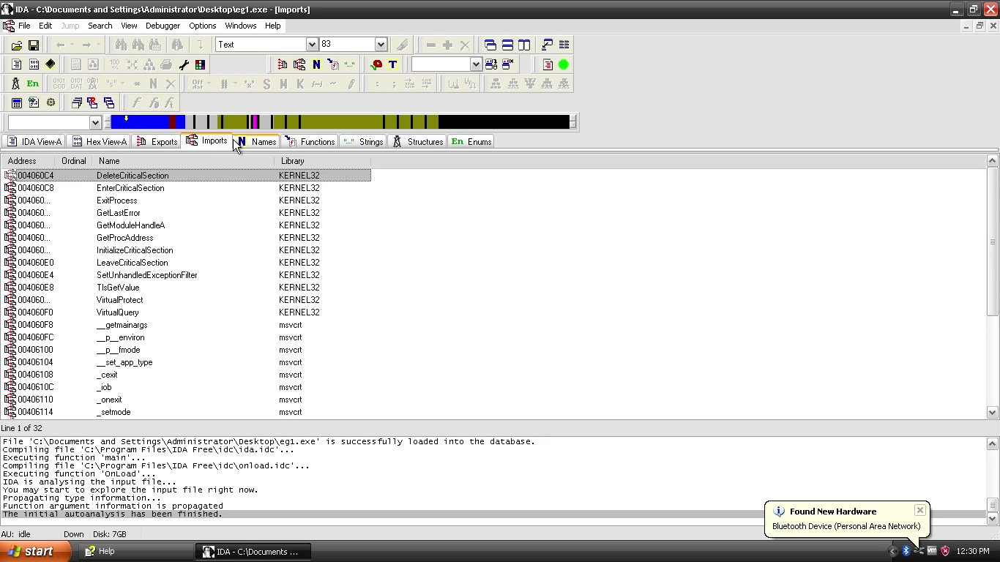 IDA - C:\Documents and Settings\Administrator\Desktop\eg1.exe - [Imports]
File Edit Jump Search View Debugger Options Windows Help
Text 83
En
IDA View-A Hex View-A Exports Imports N Names Functions Strings Structures En Enums
Address Ordinal Name Library
004060C4 DeleteCriticalSection KERNEL32
004060C8 EnterCriticalSection KERNEL32
004060... ExitProcess KERNEL32
004060... GetLastError KERNEL32
004060... GetModuleHandleA KERNEL32
004060... GetProcAddress KERNEL32
004060... InitializeCriticalSection KERNEL32
004060E0 LeaveCriticalSection KERNEL32
004060E4 SetUnhandledExceptionFilter KERNEL32
004060E8 TlsGetValue KERNEL32
004060... VirtualProtect KERNEL32
004060F0 VirtualQuery KERNEL32
004060F8 __getmainargs msvcrt
004060FC __p__environ msvcrt
00406100 __p__fmode msvcrt
00406104 __set_app_type msvcrt
00406108 _cexit msvcrt
0040610C _iob msvcrt
00406110 _onexit msvcrt
00406114 _setmode msvcrt
Line 1 of 32
File 'C:\Documents and Settings\Administrator\Desktop\eg1.exe' is successfully loaded into the database.
Compiling file 'C:\Program Files\IDA Free\idc\ida.idc'...
Executing function 'main'...
Compiling file 'C:\Program Files\IDA Free\idc\onload.idc'...
Executing function 'OnLoad'...
IDA is analysing the input file...
You may start to explore the input file right now.
Propagating type information...
Function argument information is propagated
The initial autoanalysis has been finished.
Found New Hardware
Bluetooth Device (Personal Area Network)
AU: idle Down Disk: 7GB
start Help IDA - C:\Documents ... 12:30 PM